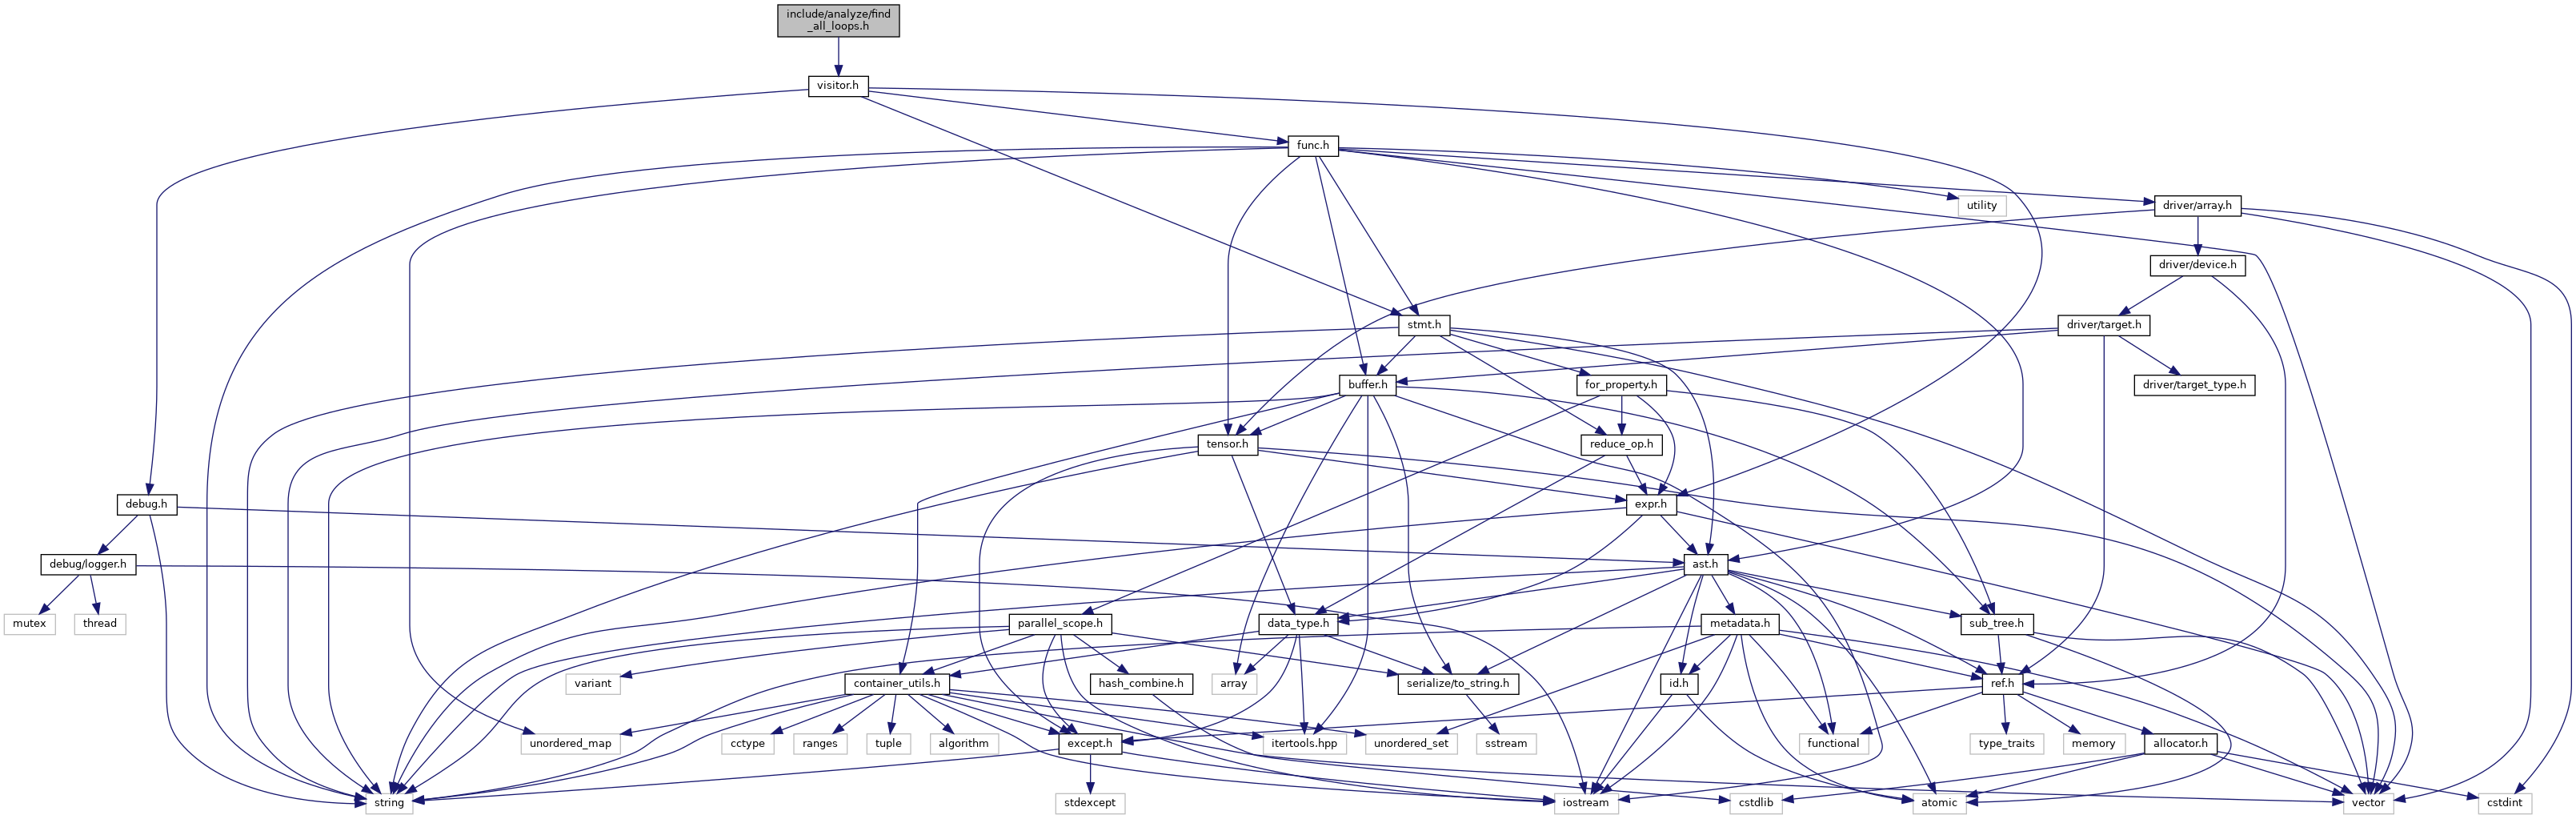 include/analyze/find
_all_loops.h
visitor.h
func.h
utility
driver/array.h
driver/device.h
stmt.h
driver/target.h
buffer.h
for_property.h
driver/target_type.h
tensor.h
reduce_op.h
debug.h
expr.h
debug/logger.h
ast.h
mutex
thread
parallel_scope.h
data_type.h
metadata.h
sub_tree.h
variant
container_utils.h
hash_combine.h
array
serialize/to_string.h
id.h
ref.h
unordered_map
cctype
ranges
tuple
algorithm
except.h
itertools.hpp
unordered_set
sstream
functional
type_traits
memory
allocator.h
string
stdexcept
iostream
cstdlib
atomic
vector
cstdint